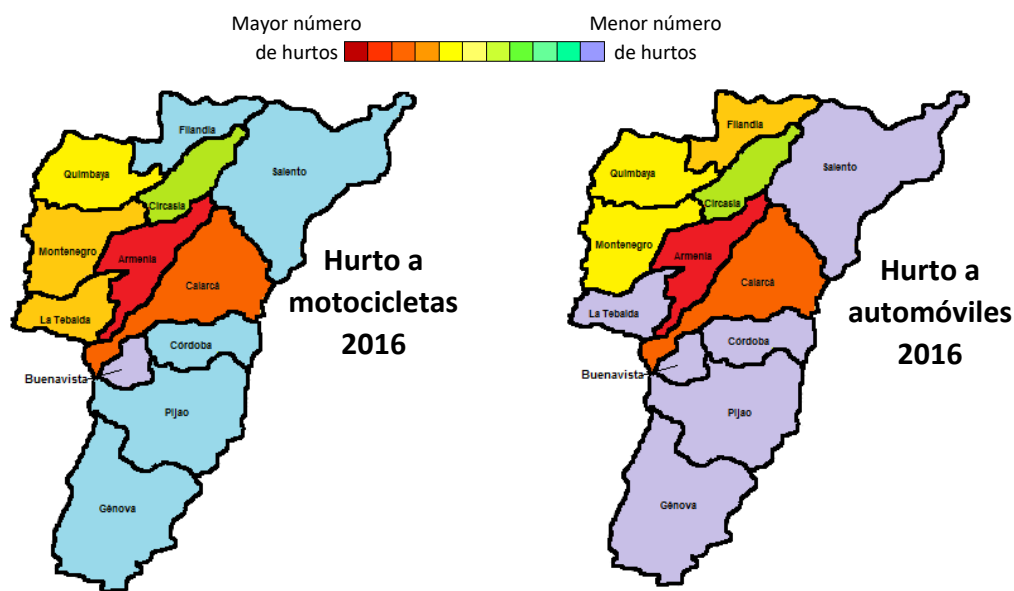 Mayor número
de hurtos
Menor número
de hurtos
Filandia
Salento
Quimbaya
Circasia
Montenegro
Armenia
Calarcá
La Tebaida
Córdoba
Buenavista
Pijao
Génova
Hurto a
motocicletas
2016
Filandia
Salento
Quimbaya
Circasia
Montenegro
Armenia
Calarcá
La Tebaida
Córdoba
Buenavista
Pijao
Génova
Hurto a
automóviles
2016